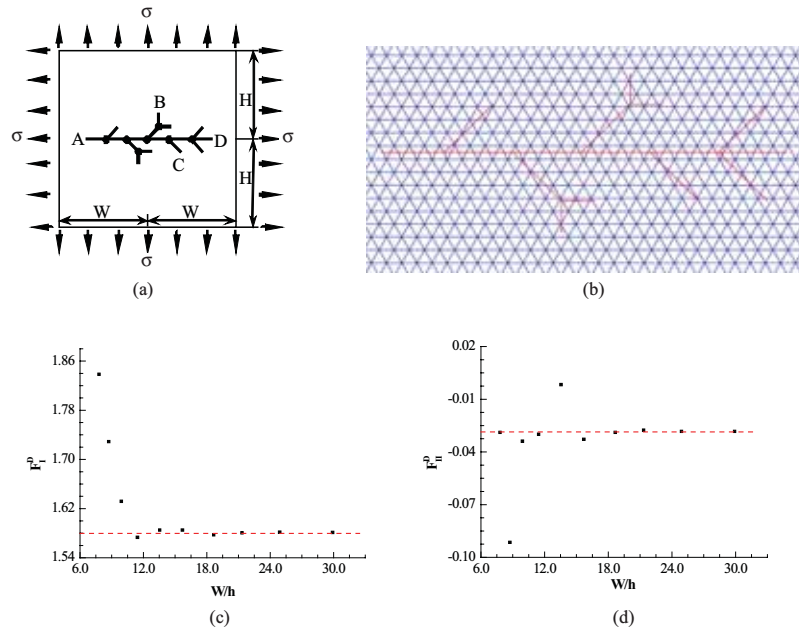 σ
B
A
D
C
σ
σ
H
H
W
W
σ
(a)
(b)
1.86
1.78
1.70
1.62
1.54
6.0
12.0
18.0
24.0
30.0
F_I^D
W/h
(c)
0.02
-0.01
-0.04
-0.07
-0.10
6.0
12.0
18.0
24.0
30.0
F_II^D
W/h
(d)